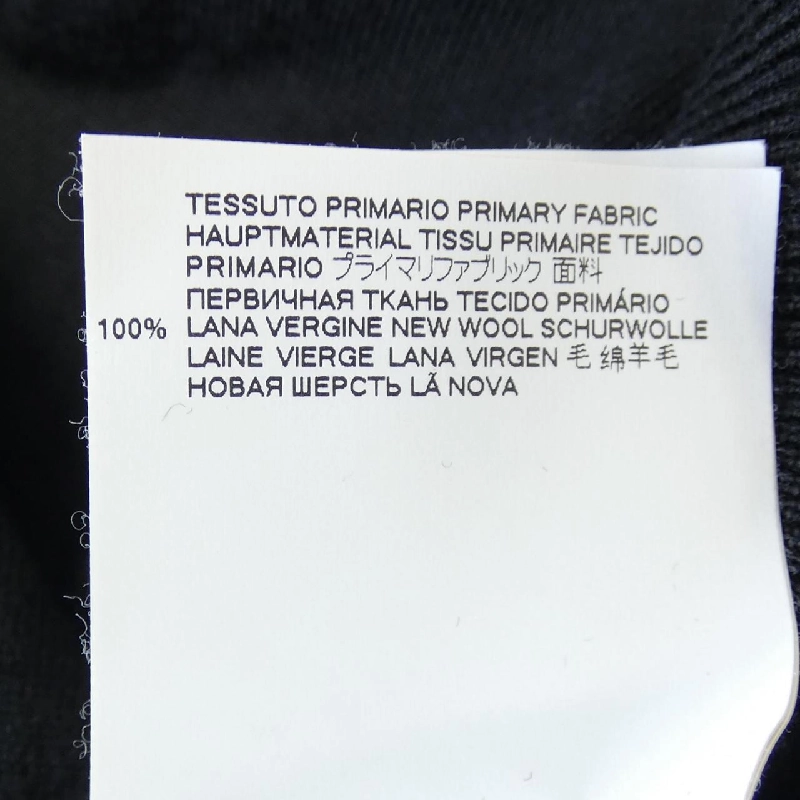 TESSUTO PRIMARIO PRIMARY FABRIC
HAUPTMATERIAL TISSU PRIMAIRE TEJIDO
PRIMARIO プライマリファブリック 面料
ПЕРВИЧНАЯ ТКАНЬ TECIDO PRIMÁRIO
100% LANA VERGINE NEW WOOL SCHURWOLLE
LAINE VIERGE LANA VIRGEN 毛 绵羊毛
НОВАЯ ШЕРСТЬ LÃ NOVA